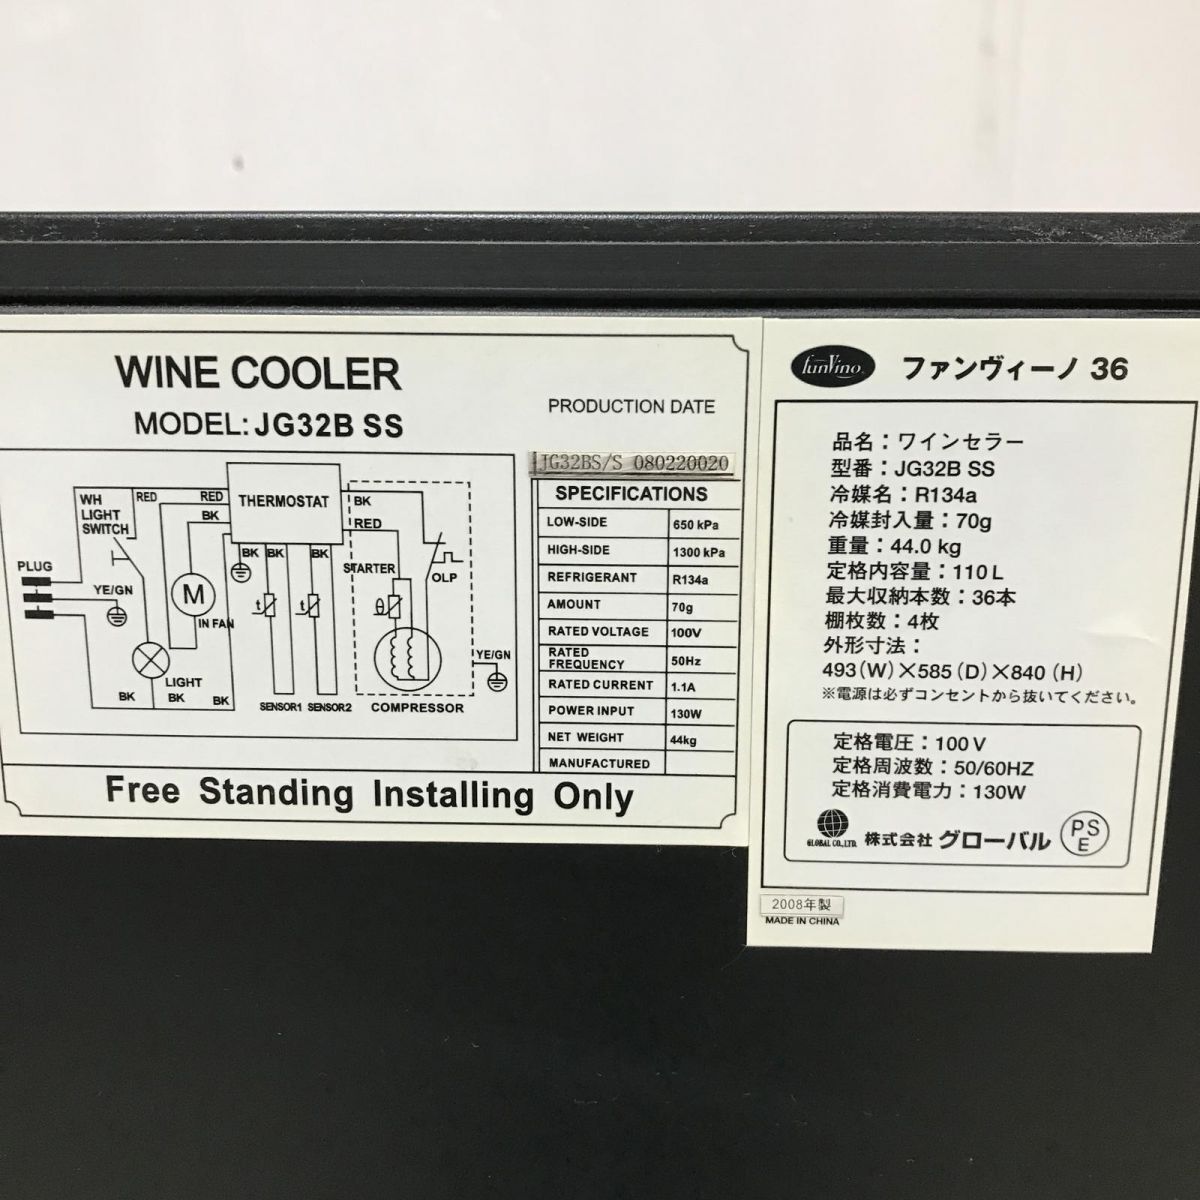 WINE COOLER
MODEL: JG32B SS
PRODUCTION DATE
JG32BS/S 080220020
WH
LIGHT
SWITCH
RED
RED
BK
THERMOSTAT
BK
RED
PLUG
YE/GN
M
IN FAN
BK
BK
BK
STARTER
OLP
t
t
θ
YE/GN
LIGHT
BK
BK
BK
SENSOR1
SENSOR2
COMPRESSOR
SPECIFICATIONS
LOW-SIDE 650 kPa
HIGH-SIDE 1300 kPa
REFRIGERANT R134a
AMOUNT 70g
RATED VOLTAGE 100V
RATED FREQUENCY 50Hz
RATED CURRENT 1.1A
POWER INPUT 130W
NET WEIGHT 44kg
MANUFACTURED
Free Standing Installing Only
funVino ファンヴィーノ 36
品名：ワインセラー
型番：JG32B SS
冷媒名：R134a
冷媒封入量：70g
重量：44.0 kg
定格内容量：110 L
最大収納本数：36本
棚枚数：4枚
外形寸法：
493(W)×585(D)×840(H)
※電源は必ずコンセントから抜いてください。
定格電圧：100 V
定格周波数：50/60HZ
定格消費電力：130W
GLOBAL CO.,LTD. 株式会社 グローバル PSE
2008年製
MADE IN CHINA